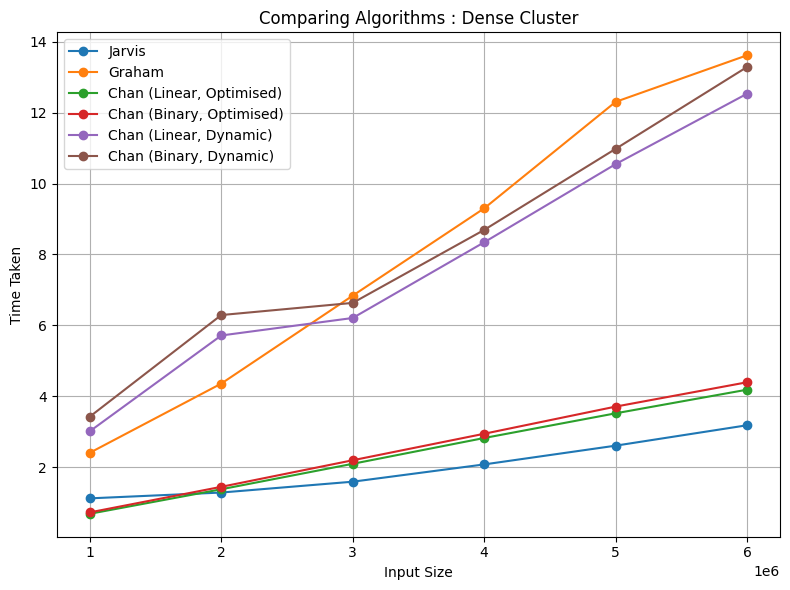 Comparing Algorithms : Dense Cluster
Jarvis
Graham
Chan (Linear, Optimised)
Chan (Binary, Optimised)
Chan (Linear, Dynamic)
Chan (Binary, Dynamic)
Time Taken
14
12
10
8
6
4
2
1 2 3 4 5 6
1e6
Input Size